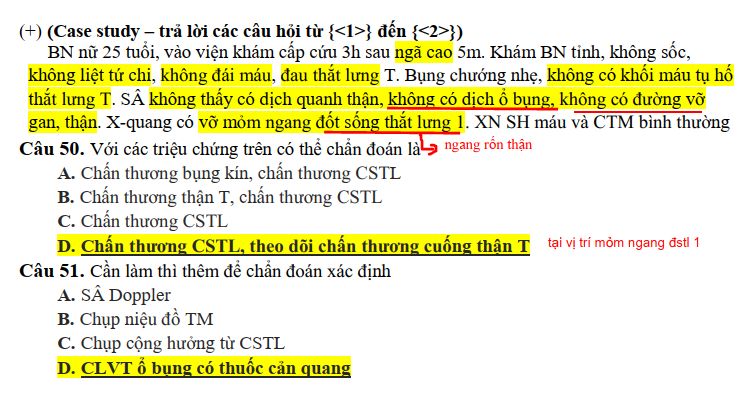 (+) (Case study – trả lời các câu hỏi từ {<1>} đến {<2>})
BN nữ 25 tuổi, vào viện khám cấp cứu 3h sau ngã cao 5m. Khám BN tỉnh, không sốc,
không liệt tứ chi, không đái máu, đau thắt lưng T. Bụng chướng nhẹ, không có khối máu tụ hố
thắt lưng T. SÂ không thấy có dịch quanh thận, không có dịch ổ bụng, không có đường vỡ
gan, thận. X-quang có vỡ mỏm ngang đốt sống thắt lưng 1. XN SH máu và CTM bình thường
Câu 50. Với các triệu chứng trên có thể chẩn đoán là
ngang rốn thận
A. Chấn thương bụng kín, chấn thương CSTL
B. Chấn thương thận T, chấn thương CSTL
C. Chấn thương CSTL
D. Chấn thương CSTL, theo dõi chấn thương cuống thận T
tại vị trí mỏm ngang đstl 1
Câu 51. Cần làm thì thêm để chẩn đoán xác định
A. SÂ Doppler
B. Chụp niệu đồ TM
C. Chụp cộng hưởng từ CSTL
D. CLVT ổ bụng có thuốc cản quang